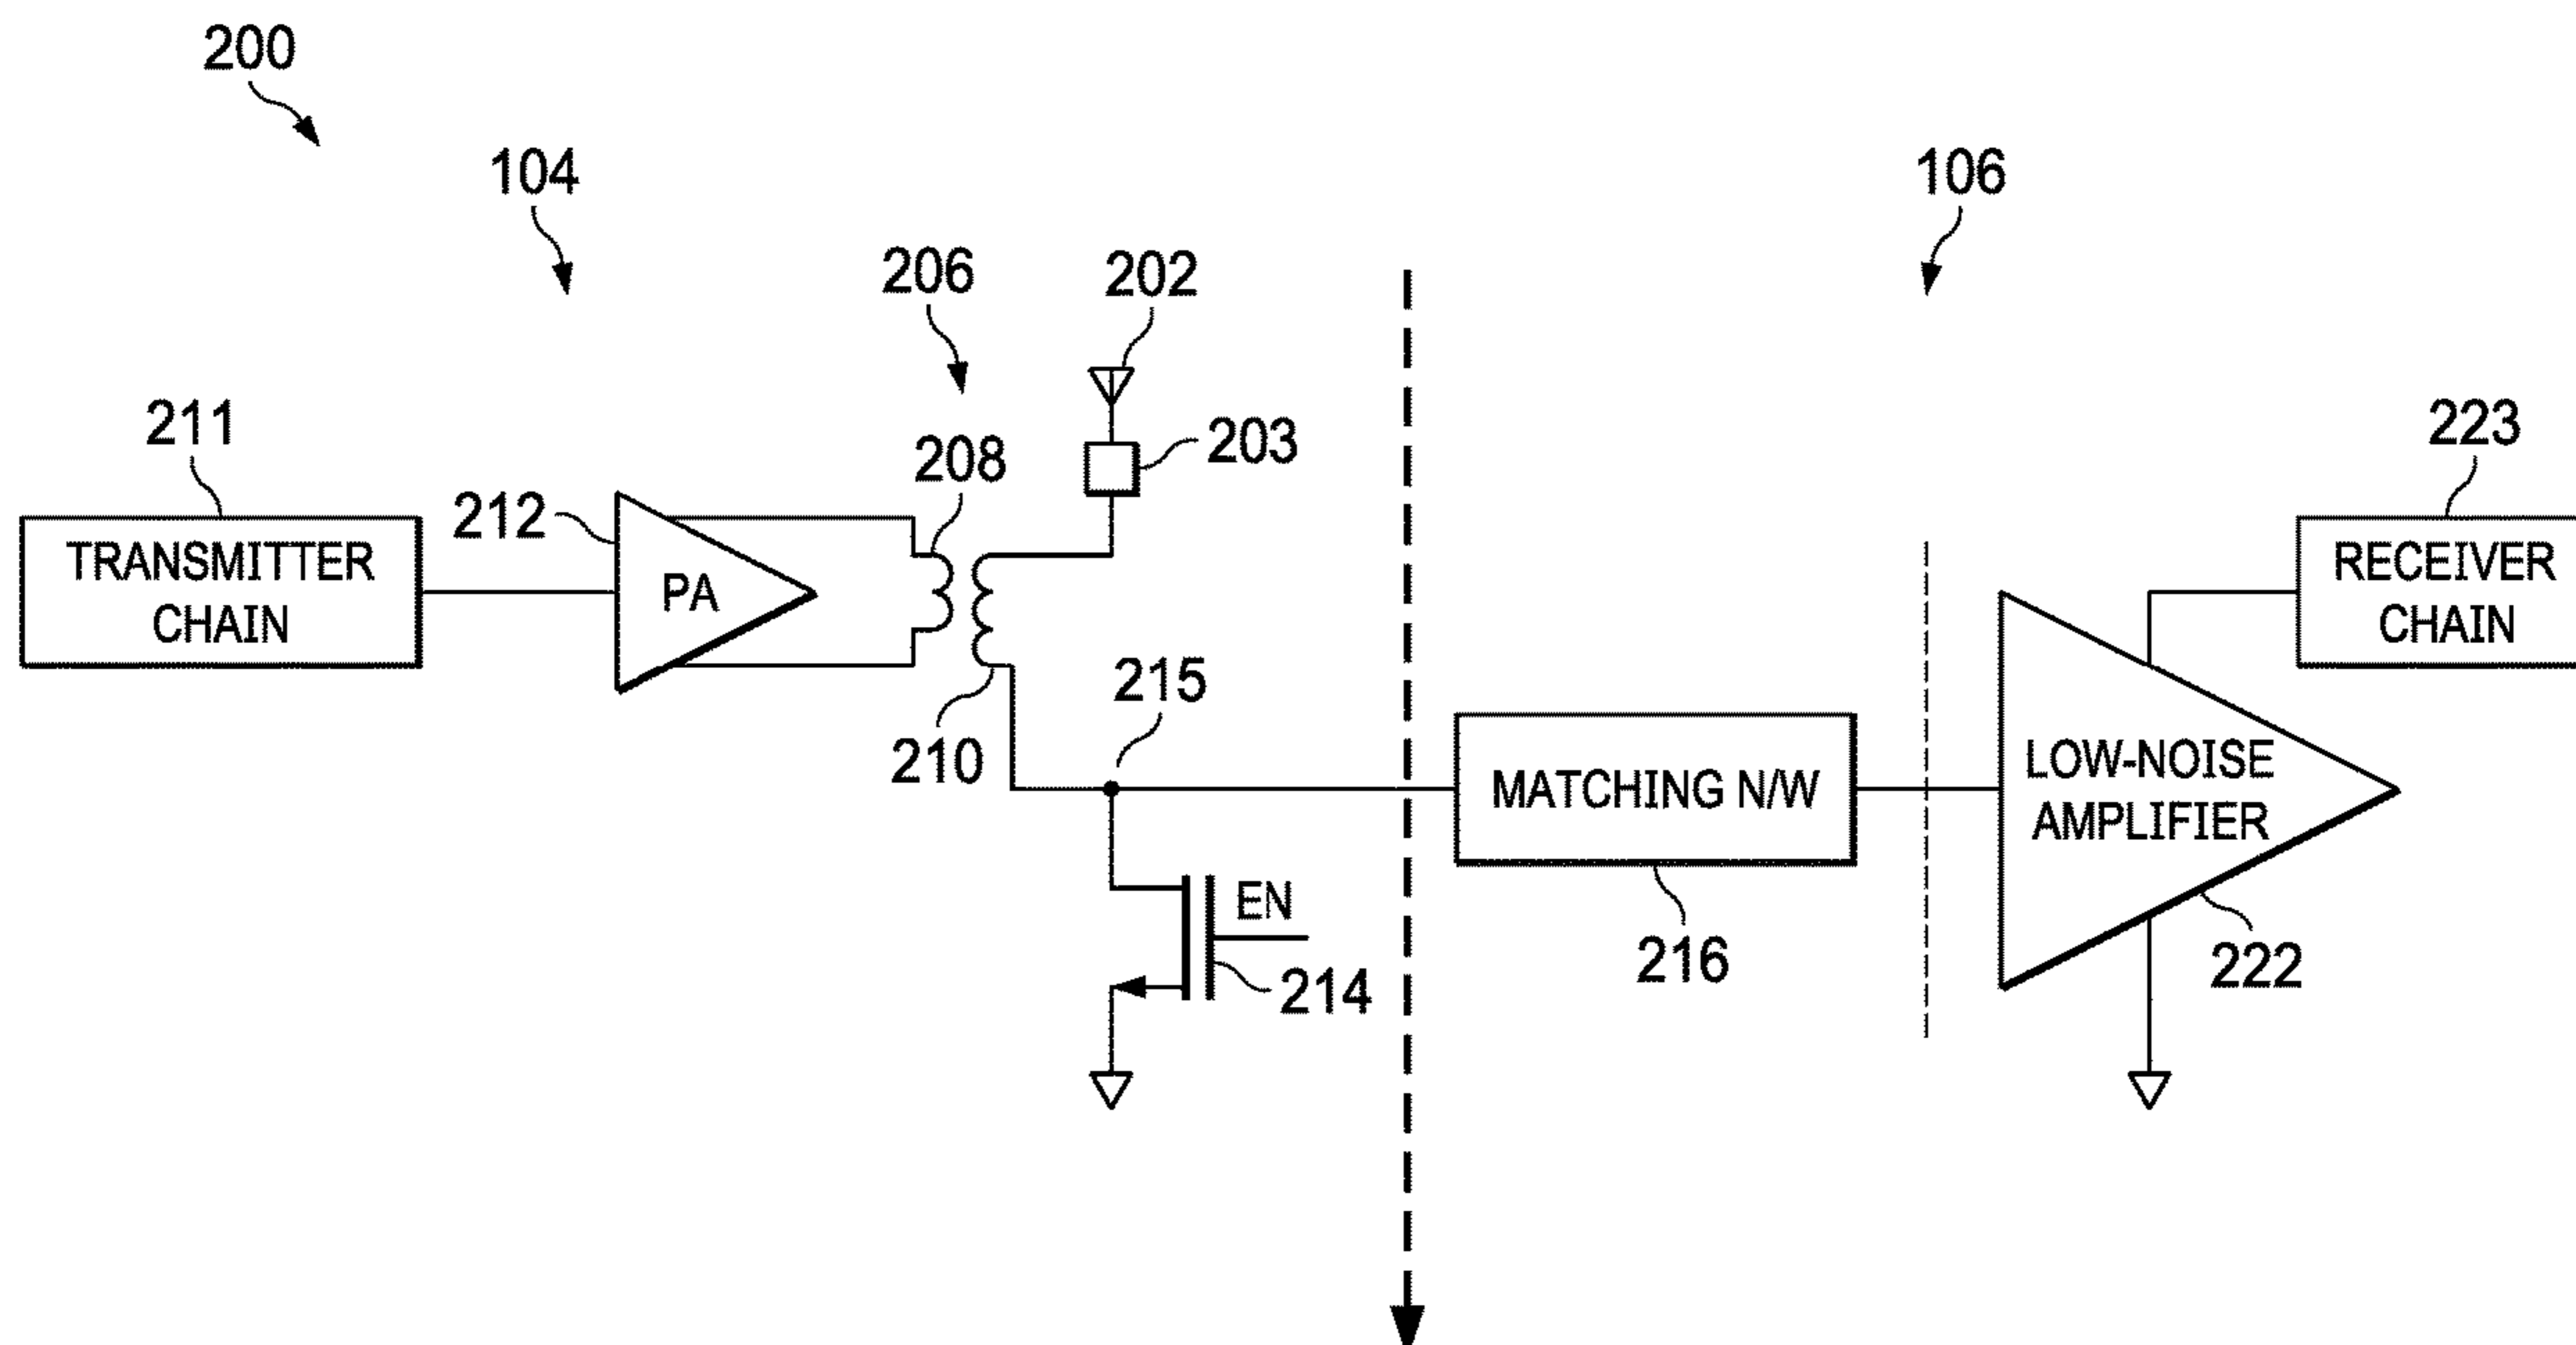 200
104
106
206
202
211
212
208
203
223
TRANSMITTER
CHAIN
PA
RECEIVER
CHAIN
215
210
MATCHING N/W
LOW-NOISE
AMPLIFIER
EN
214
216
222